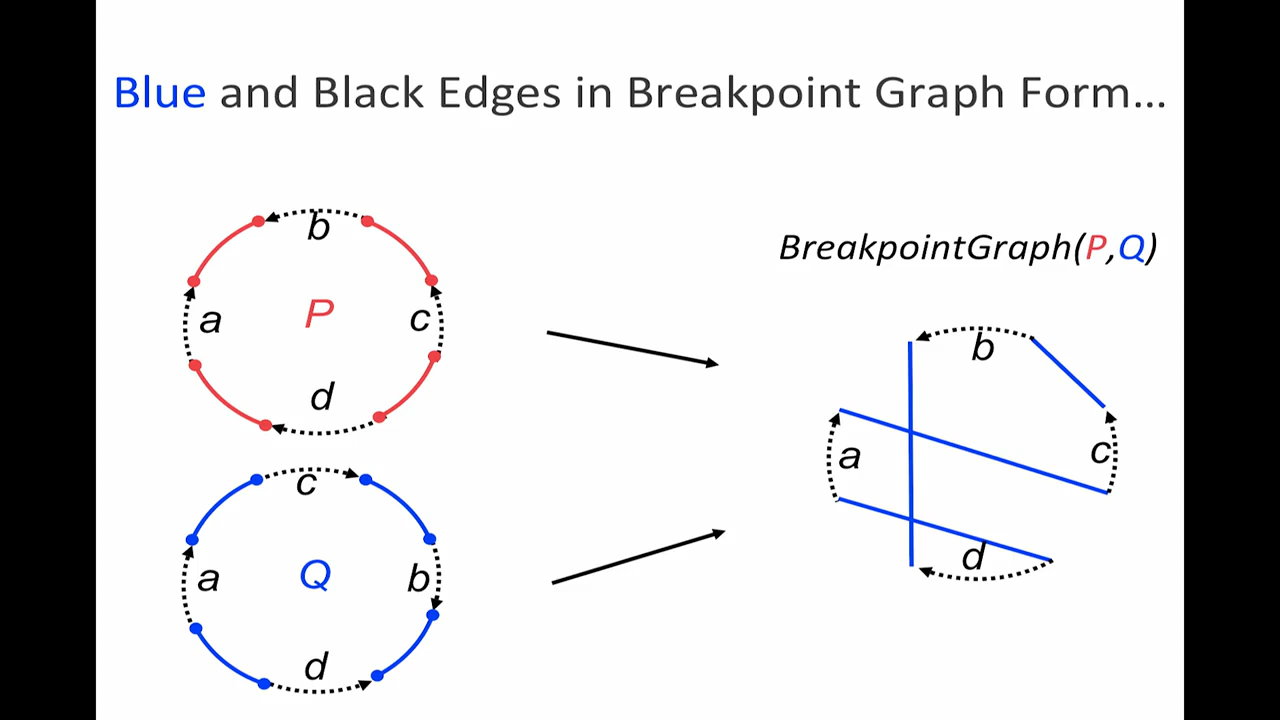 Blue and Black Edges in Breakpoint Graph Form...
b
a
P
c
d
c
a
Q
b
d
BreakpointGraph(P,Q)
b
a
c
d